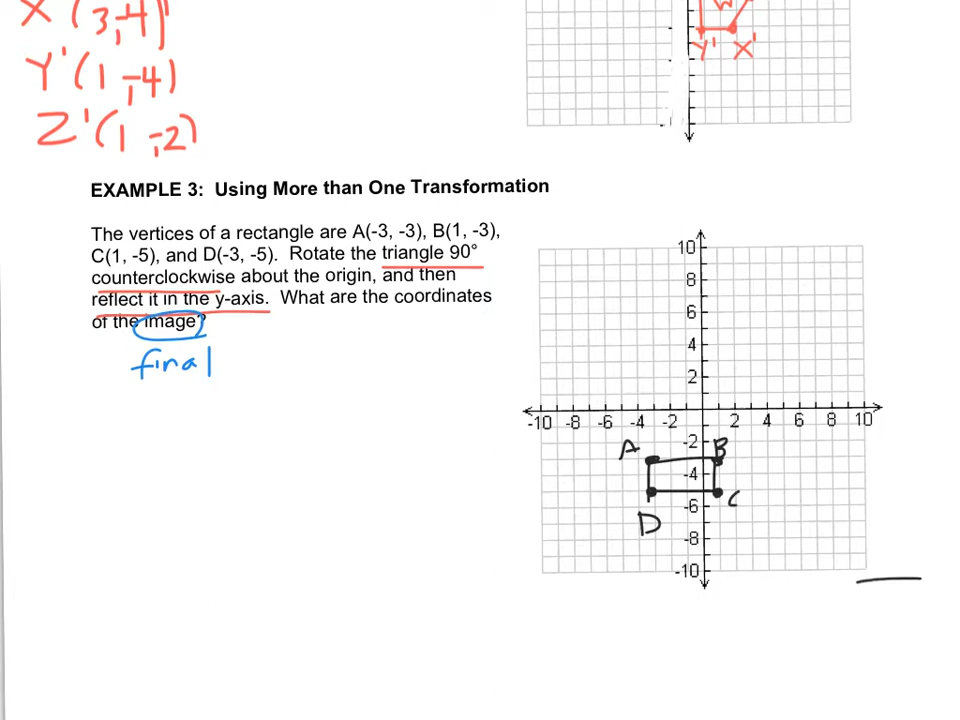 X'(3,-4)
Y'(1,-4)
Z'(1,-2)
W
Y' X'
EXAMPLE 3: Using More than One Transformation
The vertices of a rectangle are A(-3, -3), B(1, -3),
C(1, -5), and D(-3, -5). Rotate the triangle 90°
counterclockwise about the origin, and then
reflect it in the y-axis. What are the coordinates
of the image?
final
10
8
6
4
2
-10 -8 -6 -4 -2 2 4 6 8 10
-2
A B
-4
C
-6
D
-8
-10